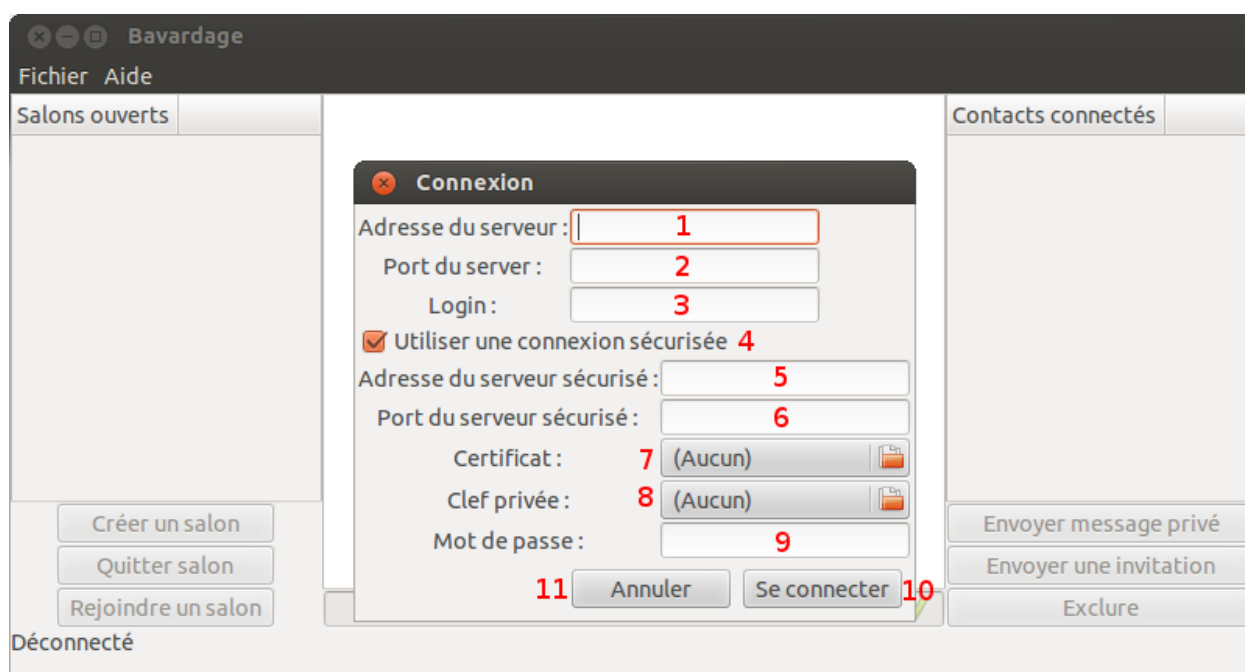 Bavardage
Fichier Aide
Salons ouverts
Contacts connectés
Connexion
Adresse du serveur : 1
Port du server : 2
Login : 3
Utiliser une connexion sécurisée 4
Adresse du serveur sécurisé : 5
Port du serveur sécurisé : 6
Certificat : 7 (Aucun)
Clef privée : 8 (Aucun)
Mot de passe : 9
11 Annuler Se connecter 10
Créer un salon
Quitter salon
Rejoindre un salon
Envoyer message privé
Envoyer une invitation
Exclure
Déconnecté